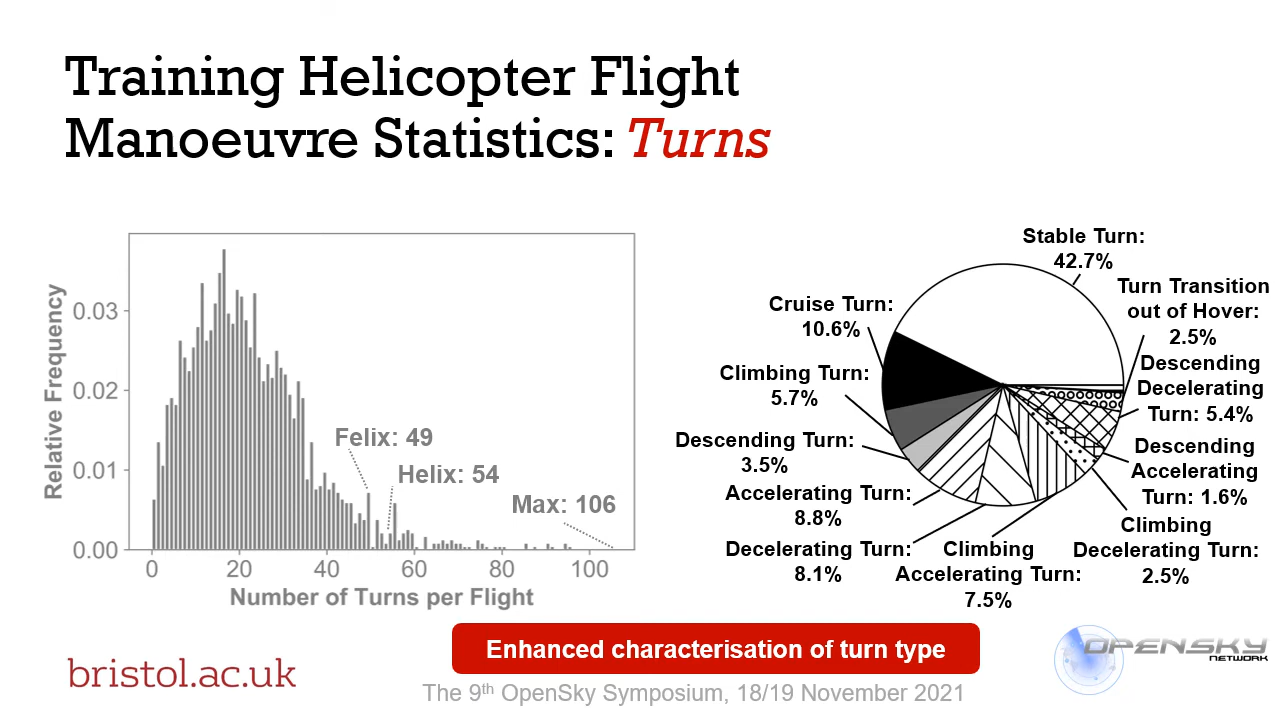 Training Helicopter Flight
Manoeuvre Statistics: Turns
Relative Frequency
0.03
0.02
0.01
0.00
0
20
40
60
80
100
Number of Turns per Flight
Felix: 49
Helix: 54
Max: 106
Stable Turn:
42.7%
Turn Transition
out of Hover:
2.5%
Descending
Decelerating
Turn: 5.4%
Descending
Accelerating
Turn: 1.6%
Climbing
Decelerating Turn:
2.5%
Climbing
Accelerating Turn:
7.5%
Decelerating Turn:
8.1%
Accelerating Turn:
8.8%
Descending Turn:
3.5%
Climbing Turn:
5.7%
Cruise Turn:
10.6%
Enhanced characterisation of turn type
bristol.ac.uk
The 9th OpenSky Symposium, 18/19 November 2021
OPENSKY
NETWORK